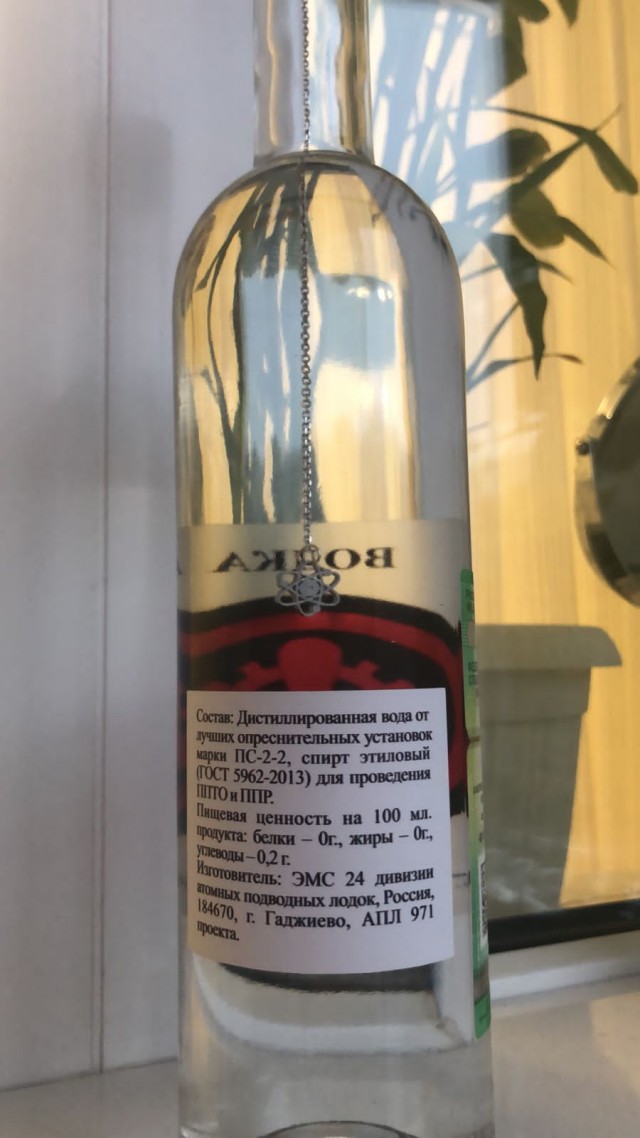 ВОДКА
Состав: Дистиллированная вода от
лучших опреснительных установок
марки ПС-2-2, спирт этиловый
(ГОСТ 5962-2013) для проведения
ППТО и ППР.
Пищевая ценность на 100 мл.
продукта: белки – 0г., жиры – 0г.,
углеводы – 0,2 г.
Изготовитель: ЭМС 24 дивизии
атомных подводных лодок, Россия,
184670, г. Гаджиево, АПЛ 971
проекта.